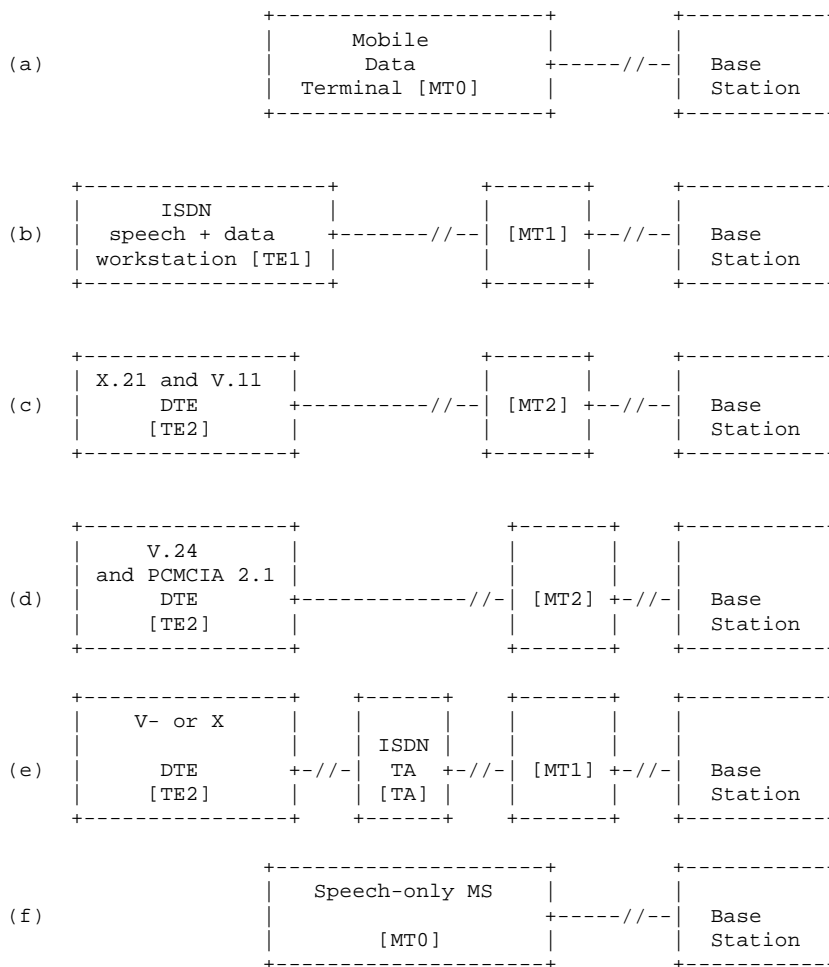 Mobile
(a) Data Base
Terminal [MT0] Station
ISDN
(b) speech + data [MT1] Base
workstation [TE1] Station
X.21 and V.11
(c) DTE [MT2] Base
[TE2] Station
V.24
and PCMCIA 2.1
(d) DTE [MT2] Base
[TE2] Station
V- or X
ISDN
(e) DTE TA [MT1] Base
[TE2] [TA] Station
Speech-only MS
(f) Base
[MT0] Station